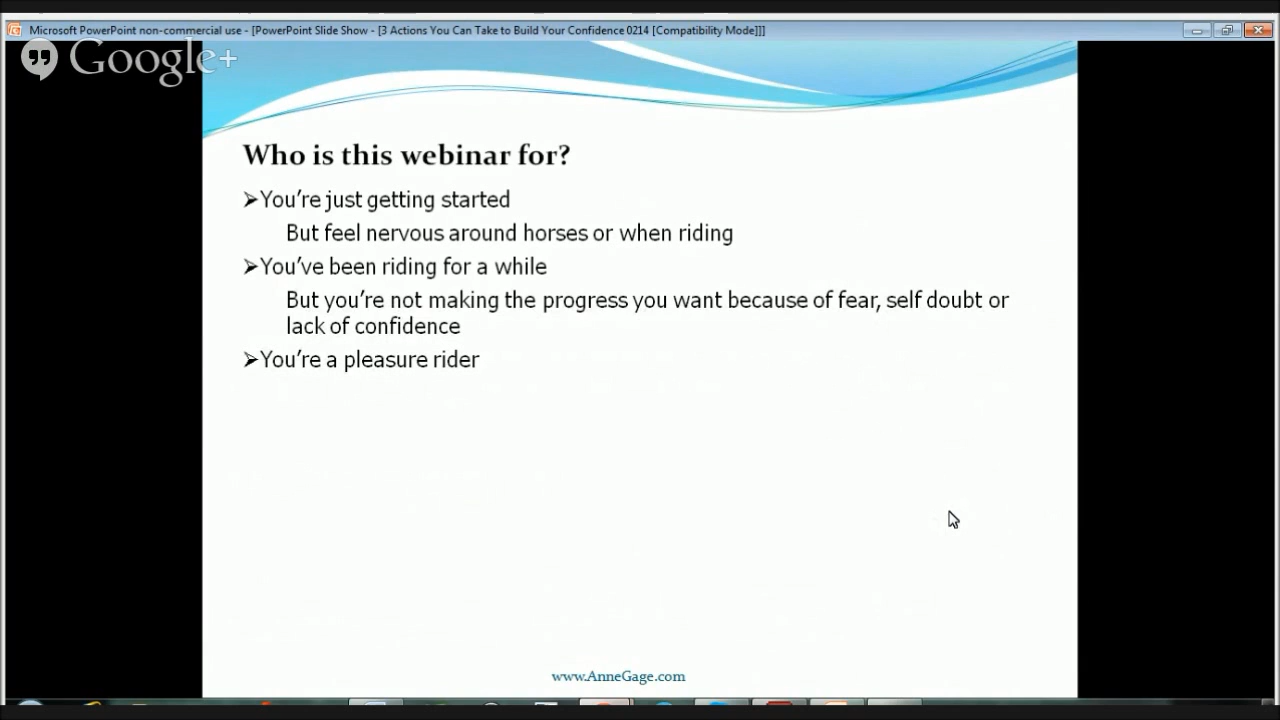 Microsoft PowerPoint non-commercial use - [PowerPoint Slide Show - [3 Actions You Can Take to Build Your Confidence 0214 [Compatibility Mode]]]
Google+
Who is this webinar for?
➢You're just getting started
But feel nervous around horses or when riding
➢You've been riding for a while
But you're not making the progress you want because of fear, self doubt or
lack of confidence
➢You're a pleasure rider
www.AnneGage.com